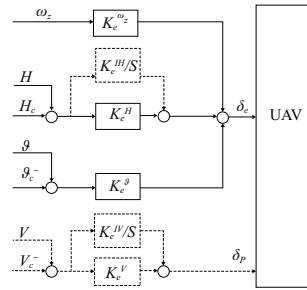 ω_z
K_e^{ω_z}
K_e^{IH}/S
H
H_c
K_e^H
δ_e
UAV
ϑ
ϑ_c^-
K_e^ϑ
V
V_c^-
K_e^{IV}/S
K_e^V
δ_P